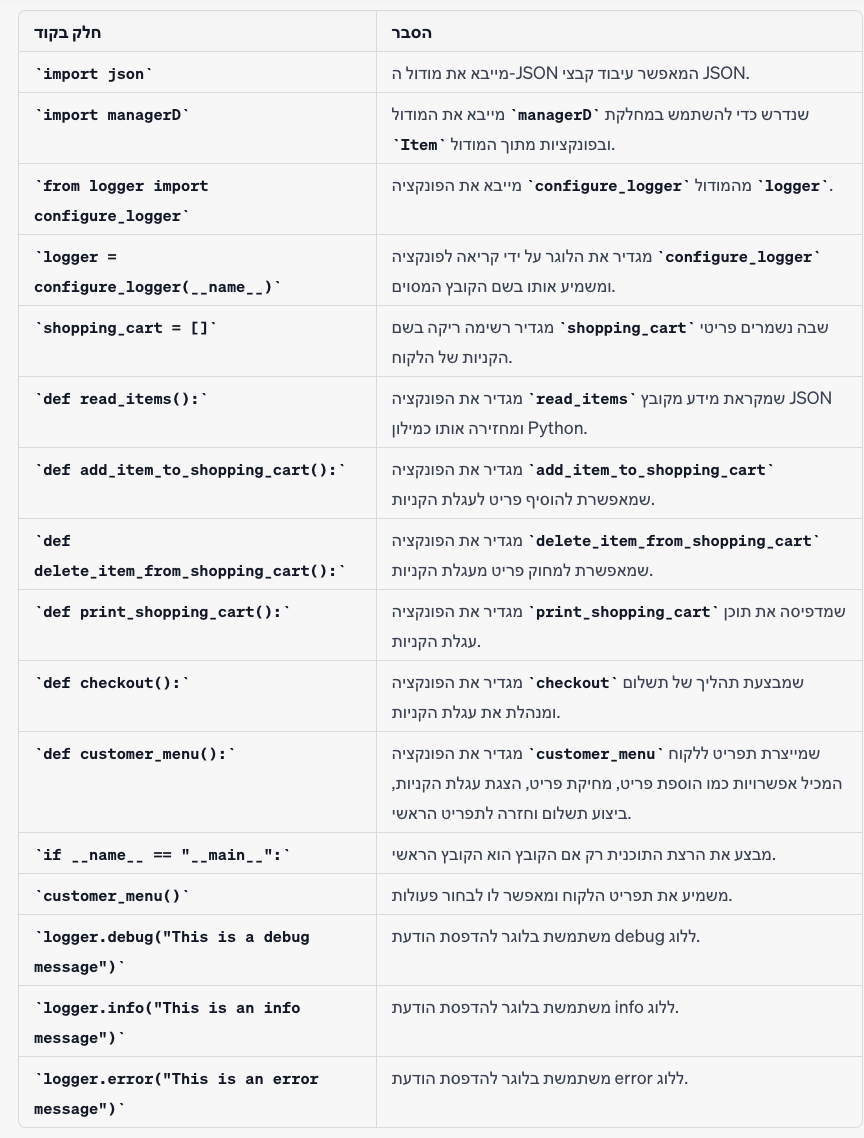 חלק בקוד
הסבר
`import json`
מייבא את מודול ה-JSON המאפשר עיבוד קבצי JSON.
`import managerD`
מייבא את המודול `managerD` שנדרש כדי להשתמש במחלקת
`Item` ובפונקציות מתוך המודול.
`from logger import
configure_logger`
מייבא את הפונקציה `configure_logger` מהמודול `logger`.
`logger =
configure_logger(__name__)`
מגדיר את הלוגר על ידי קריאה לפונקציה `configure_logger`
ומשמיע אותו בשם הקובץ המסוים.
`shopping_cart = []`
מגדיר רשימה ריקה בשם `shopping_cart` שבה נשמרים פריטי
הקניות של הלקוח.
`def read_items():`
מגדיר את הפונקציה `read_items` שמקראת מידע מקובץ JSON
ומחזירה אותו כמילון Python.
`def add_item_to_shopping_cart():`
מגדיר את הפונקציה `add_item_to_shopping_cart`
שמאפשרת להוסיף פריט לעגלת הקניות.
`def
delete_item_from_shopping_cart():`
מגדיר את הפונקציה `delete_item_from_shopping_cart`
שמאפשרת למחוק פריט מעגלת הקניות.
`def print_shopping_cart():`
מגדיר את הפונקציה `print_shopping_cart` שמדפיסה את תוכן
עגלת הקניות.
`def checkout():`
מגדיר את הפונקציה `checkout` שמבצעת תהליך של תשלום
ומנהלת את עגלת הקניות.
`def customer_menu():`
מגדיר את הפונקציה `customer_menu` שמייצרת תפריט ללקוח
המכיל אפשרויות כמו הוספת פריט, מחיקת פריט, הצגת עגלת הקניות,
ביצוע תשלום וחזרה לתפריט הראשי.
`if __name__ == "__main__":`
מבצע את הרצת התוכנית רק אם הקובץ הוא הקובץ הראשי.
`customer_menu()`
משמיע את תפריט הלקוח ומאפשר לו לבחור פעולות.
`logger.debug("This is a debug
message")`
משתמשת בלוגר להדפסת הודעת debug ללוג.
`logger.info("This is an info
message")`
משתמשת בלוגר להדפסת הודעת info ללוג.
`logger.error("This is an error
message")`
משתמשת בלוגר להדפסת הודעת error ללוג.